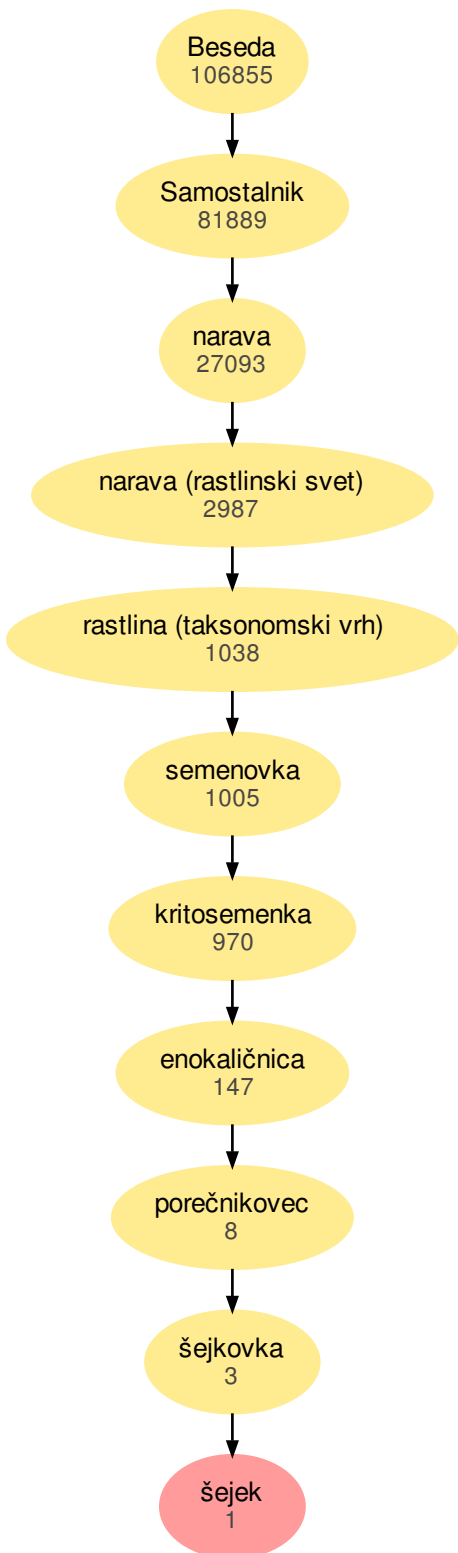 Beseda
106855
Samostalnik
81889
narava
27093
narava (rastlinski svet)
2987
rastlina (taksonomski vrh)
1038
semenovka
1005
kritosemenka
970
enokaličnica
147
porečnikovec
8
šejkovka
3
šejek
1